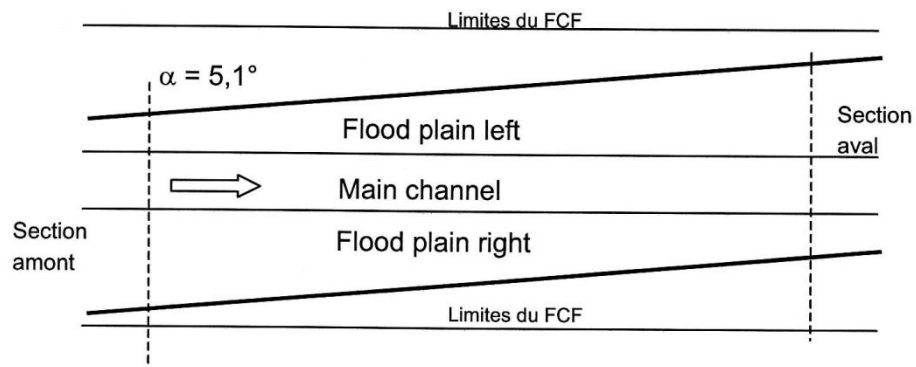 Limites du FCF
α = 5,1°
Flood plain left
Section
aval
Main channel
Section
amont
Flood plain right
Limites du FCF